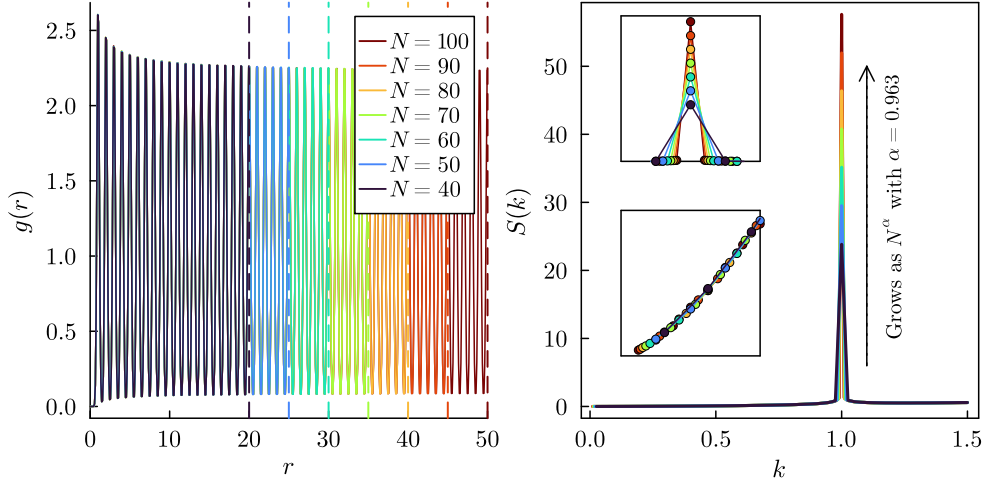 2.5
2.0
1.5
1.0
0.5
0.0
g(r)
0
10
20
30
40
50
r
N = 100
N = 90
N = 80
N = 70
N = 60
N = 50
N = 40
50
40
30
20
10
0
S(k)
0.0
0.5
1.0
1.5
k
Grows as N^α with α = 0.963